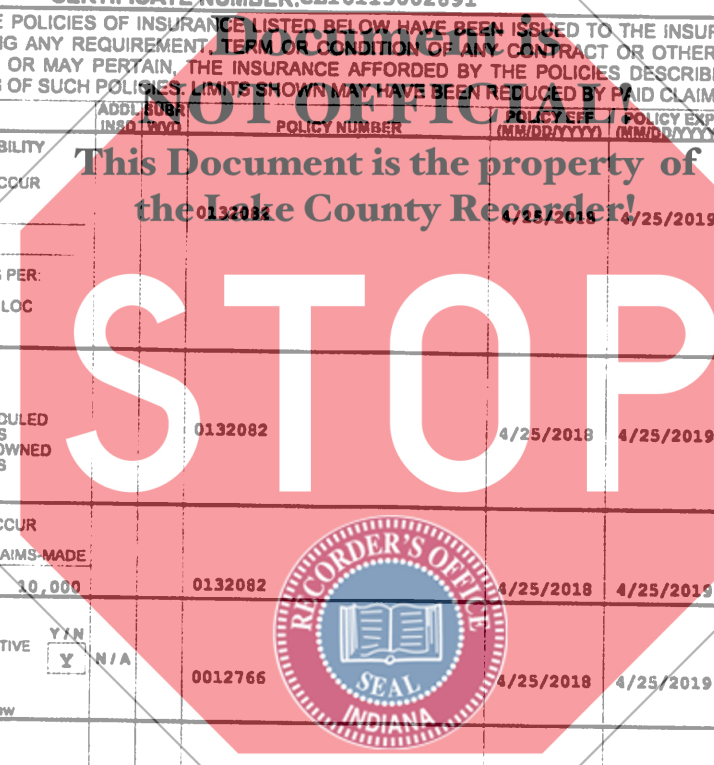 CERTIFICATE NUMBER:CL1811
E POLICIES OF INSURANCE LISTED BELOW HAVE BEEN ISSUED TO THE INSUR
NG ANY REQUIREMENT, TERM OR CONDITION OF ANY CONTRACT OR OTHER
OR MAY PERTAIN, THE INSURANCE AFFORDED BY THE POLICIES DESCRIB
S OF SUCH POLICIES. LIMITS SHOWN MAY HAVE BEEN REDUCED BY PAID CLAIM
Document is
NOT OFFICIAL!
This Document is the property of
the Lake County Recorder!
ADDL SUBR POLICY EFF POLICY EXP
INSD WVD POLICY NUMBER (MM/DD/YYYY) (MM/DD/YYYY
BILITY
CCUR
0132082 4/25/2018 4/25/2019
PER:
LOC
STOP
DULED
S 0132082 4/25/2018 4/25/2019
OWNED
S
CCUR
AIMS-MADE
10,000 0132082 4/25/2018 4/25/2019
RECORDER'S OFFICE
SEAL
INDIANA
Y/N
TIVE Y N/A
0012766 4/25/2018 4/25/2019
ow